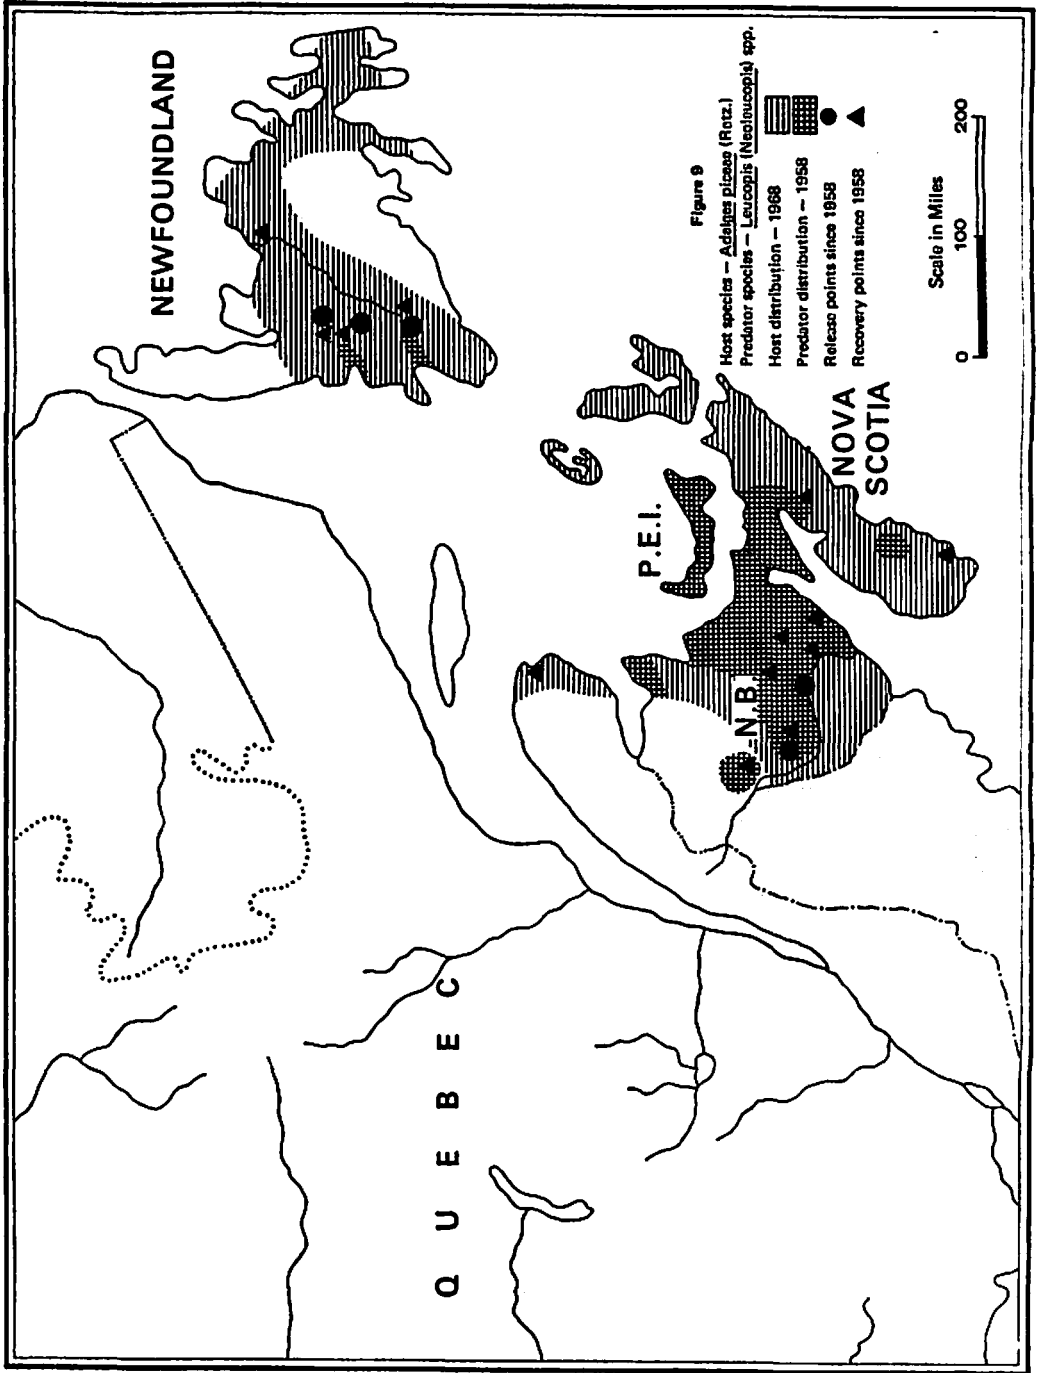 NEWFOUNDLAND
QUEBEC
P.E.I.
N.B.
NOVA
SCOTIA
Figure 9
Host species — Adelges piceae (Ratz.)
Predator species — Leucopis (Neoleucopis) spp.
Host distribution — 1968
Predator distribution — 1958
Release points since 1958
Recovery points since 1958
Scale in Miles
0 100 200